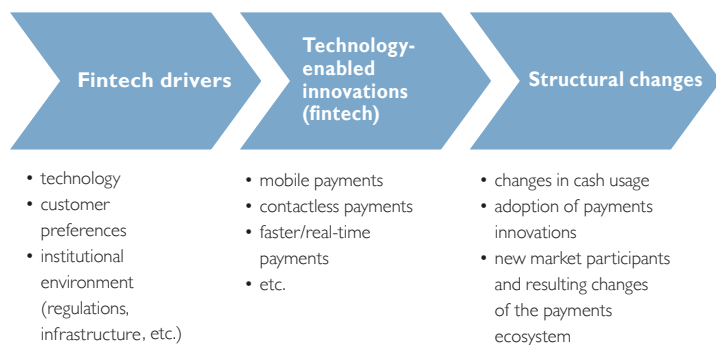 Fintech drivers
Technology-
enabled
innovations
(fintech)
Structural changes
• technology
• customer
preferences
• institutional
environment
(regulations,
infrastructure, etc.)
• mobile payments
• contactless payments
• faster/real-time
payments
• etc.
• changes in cash usage
• adoption of payments
innovations
• new market participants
and resulting changes
of the payments
ecosystem